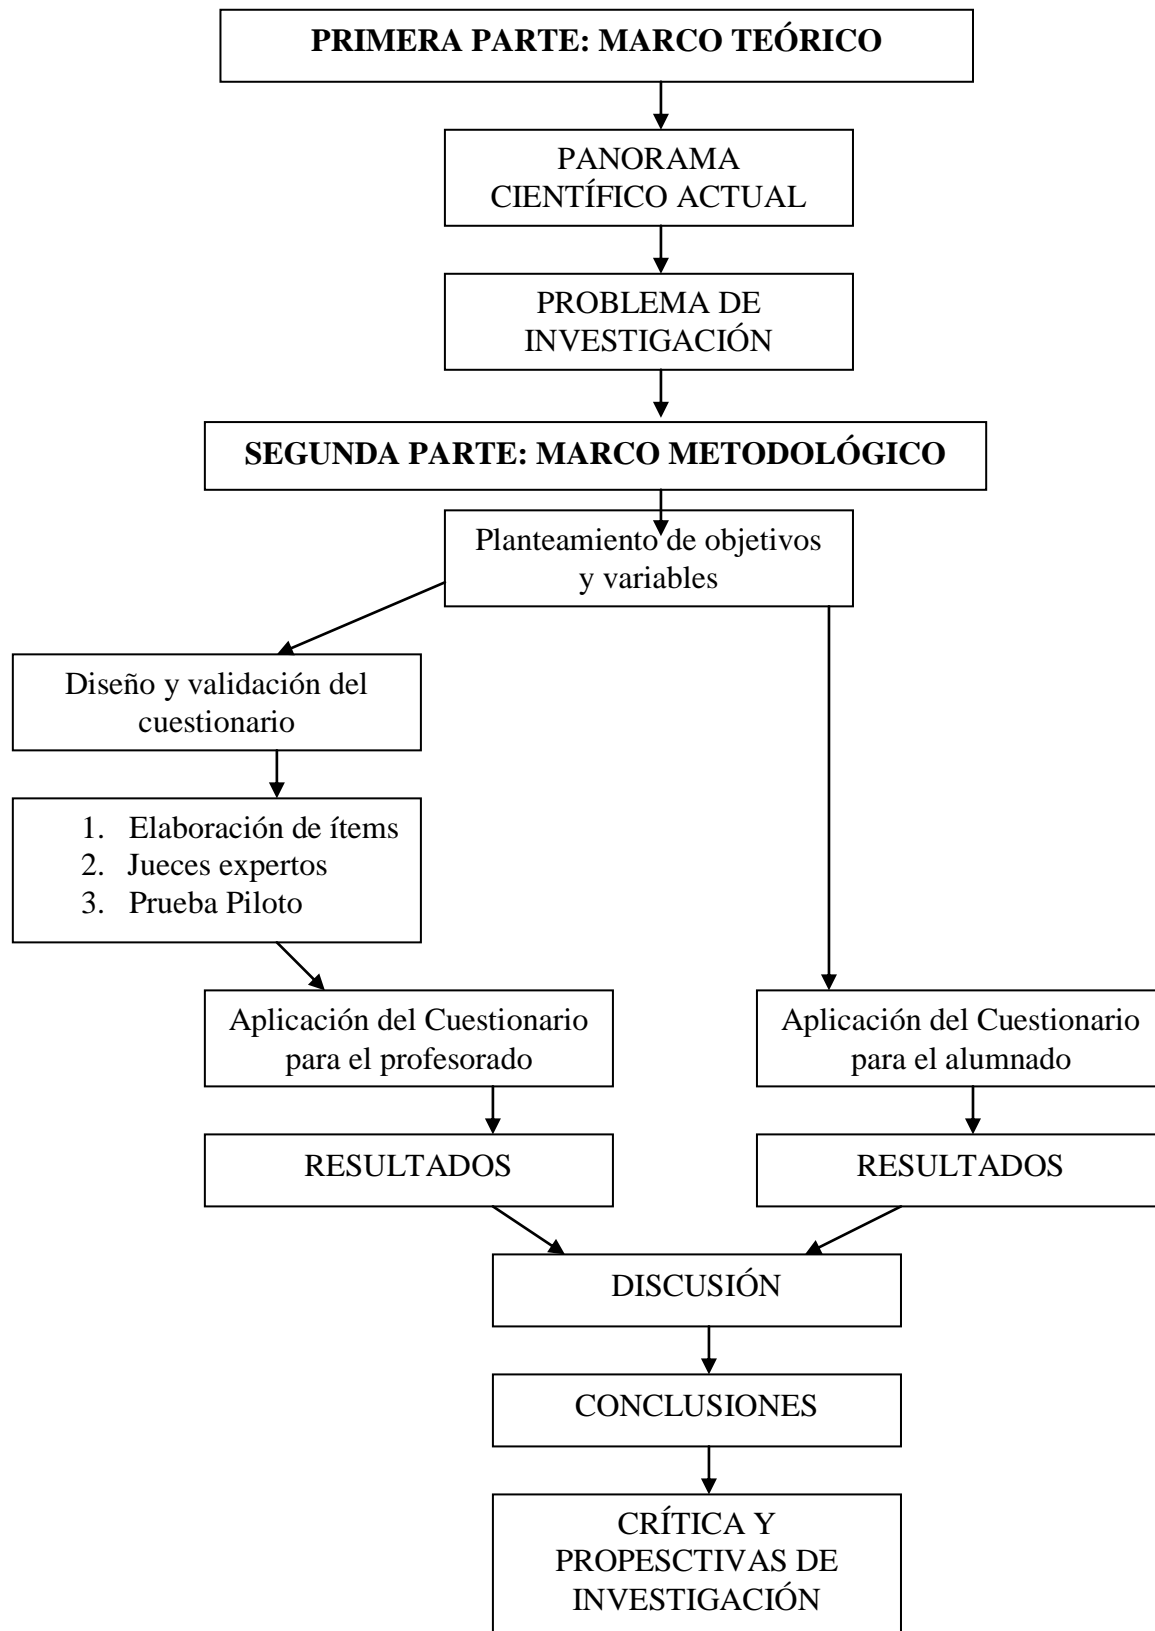 PRIMERA PARTE: MARCO TEÓRICO
PANORAMA
CIENTÍFICO ACTUAL
PROBLEMA DE
INVESTIGACIÓN
SEGUNDA PARTE: MARCO METODOLÓGICO
Planteamiento de objetivos
y variables
Diseño y validación del
cuestionario
1. Elaboración de ítems
2. Jueces expertos
3. Prueba Piloto
Aplicación del Cuestionario
para el profesorado
Aplicación del Cuestionario
para el alumnado
RESULTADOS
RESULTADOS
DISCUSIÓN
CONCLUSIONES
CRÍTICA Y
PROPESCTIVAS DE
INVESTIGACIÓN